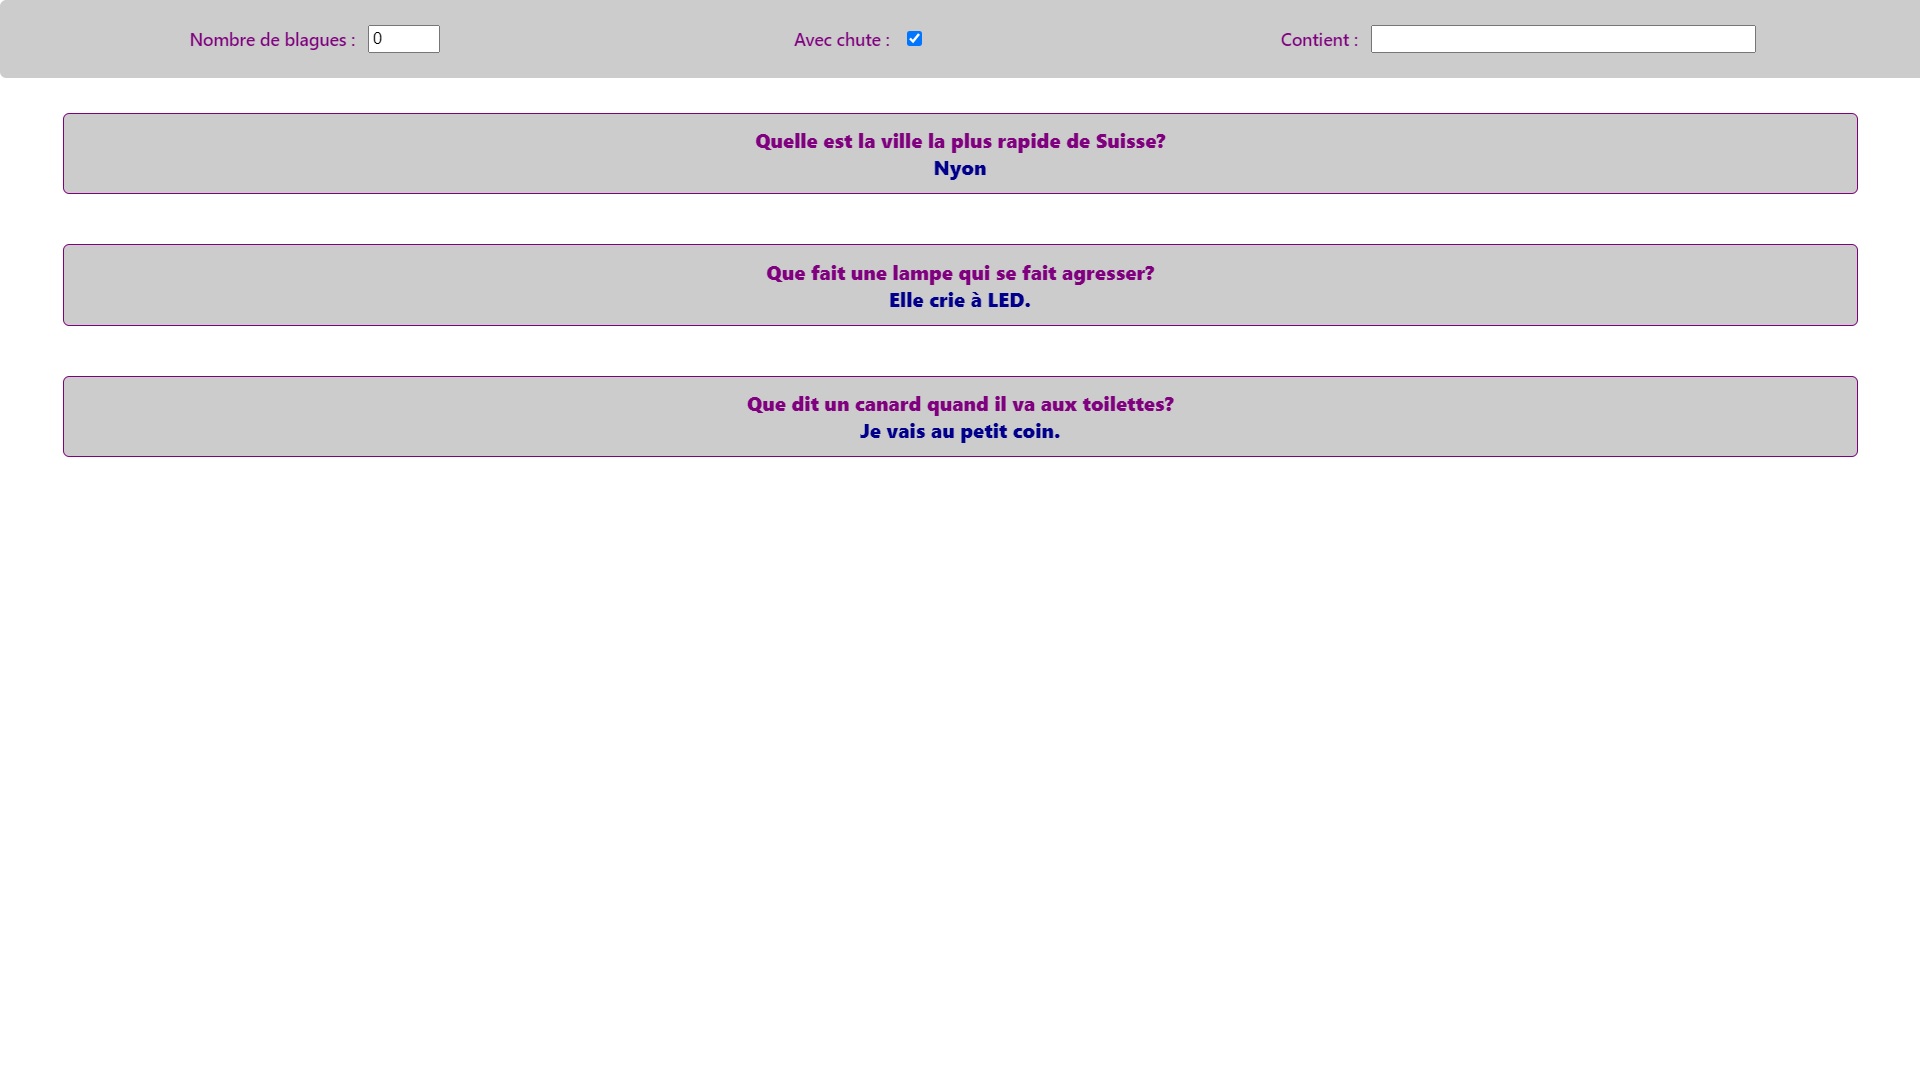 Nombre de blagues : 0 Avec chute : Contient :
Quelle est la ville la plus rapide de Suisse?
Nyon
Que fait une lampe qui se fait agresser?
Elle crie à LED.
Que dit un canard quand il va aux toilettes?
Je vais au petit coin.